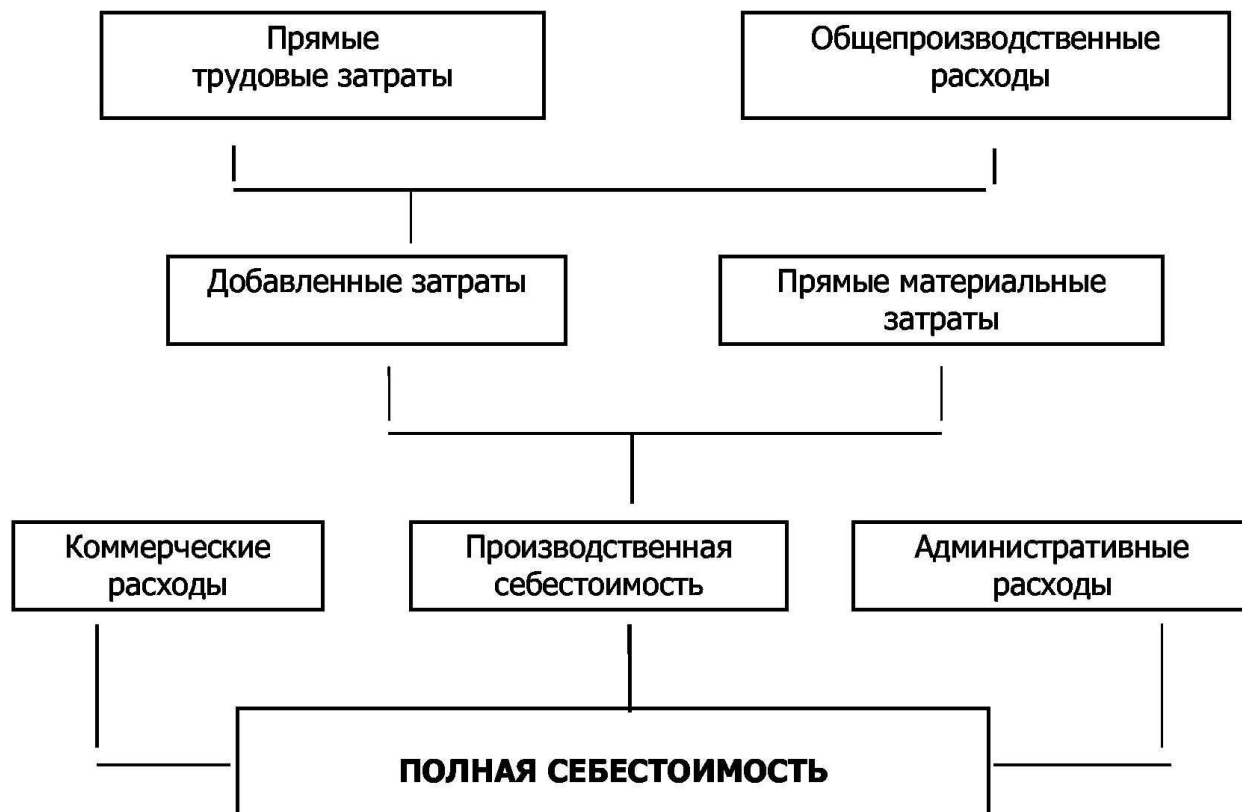 Прямые
трудовые затраты
Общепроизводственные
расходы
Добавленные затраты
Прямые материальные
затраты
Коммерческие
расходы
Производственная
себестоимость
Административные
расходы
ПОЛНАЯ СЕБЕСТОИМОСТЬ